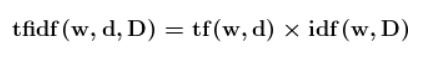 tfidf(w, d, D) = tf(w, d) × idf(w, D)